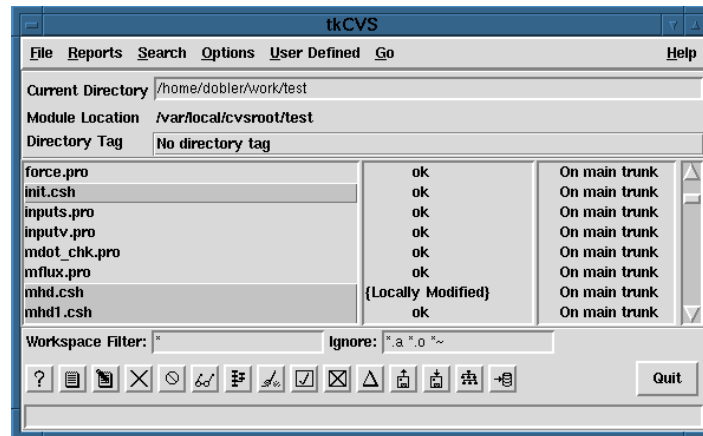 tkCVS
File Reports Search Options User Defined Go Help
Current Directory /home/dobler/work/test
Module Location /var/local/cvsroot/test
Directory Tag No directory tag
force.pro ok On main trunk
init.csh ok On main trunk
inputs.pro ok On main trunk
inputv.pro ok On main trunk
mdot_chk.pro ok On main trunk
mflux.pro ok On main trunk
mhd.csh {Locally Modified} On main trunk
mhd1.csh ok On main trunk
Workspace Filter: * Ignore: *.a *.o *~
? Quit